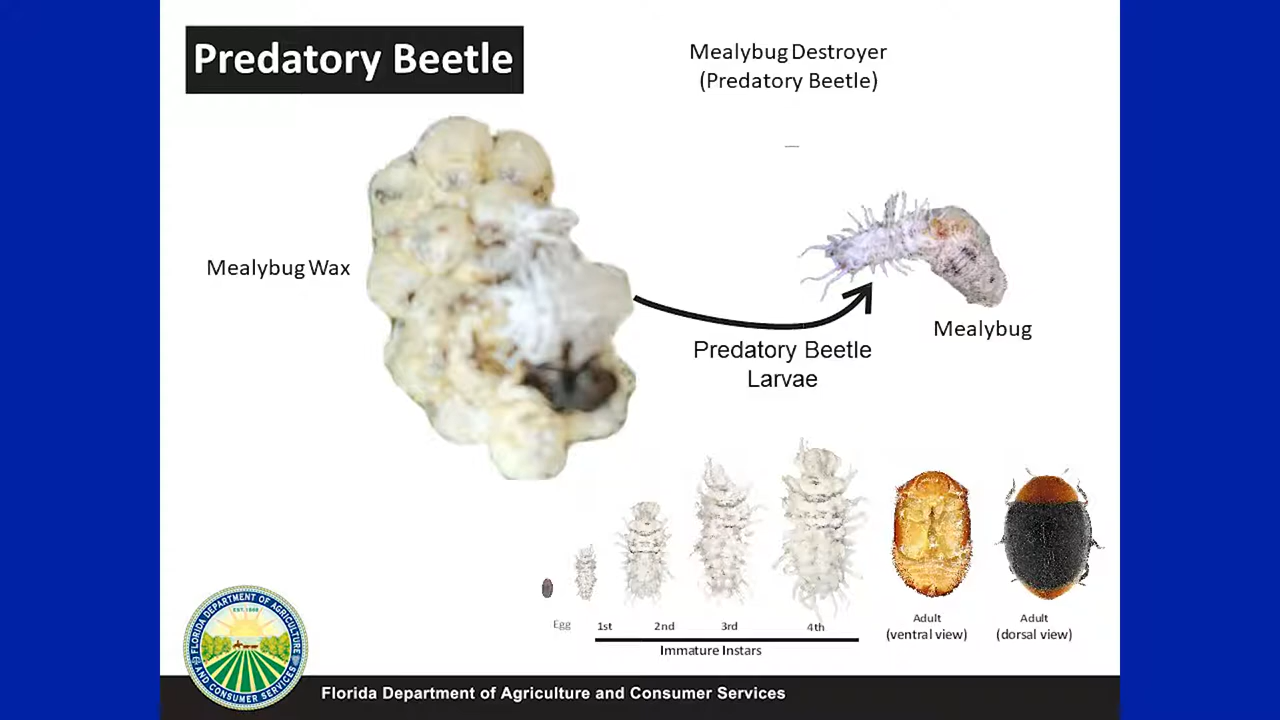 Predatory Beetle
Mealybug Destroyer
(Predatory Beetle)
Mealybug Wax
Mealybug
Predatory Beetle
Larvae
Egg
1st
2nd
3rd
4th
Immature Instars
Adult
(ventral view)
Adult
(dorsal view)
FLORIDA DEPARTMENT OF AGRICULTURE
AND CONSUMER SERVICES
Florida Department of Agriculture and Consumer Services